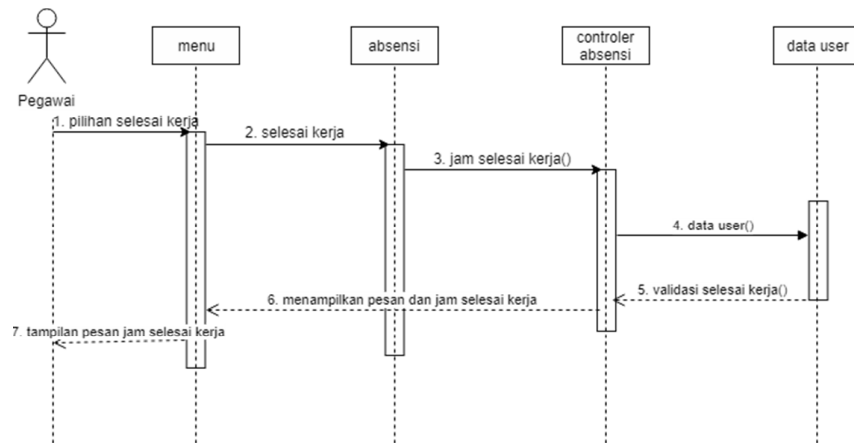 menu
absensi
controler
absensi
data user
Pegawai
1. pilihan selesai kerja
2. selesai kerja
3. jam selesai kerja()
4. data user()
5. validasi selesai kerja()
6. menampilkan pesan dan jam selesai kerja
7. tampilan pesan jam selesai kerja